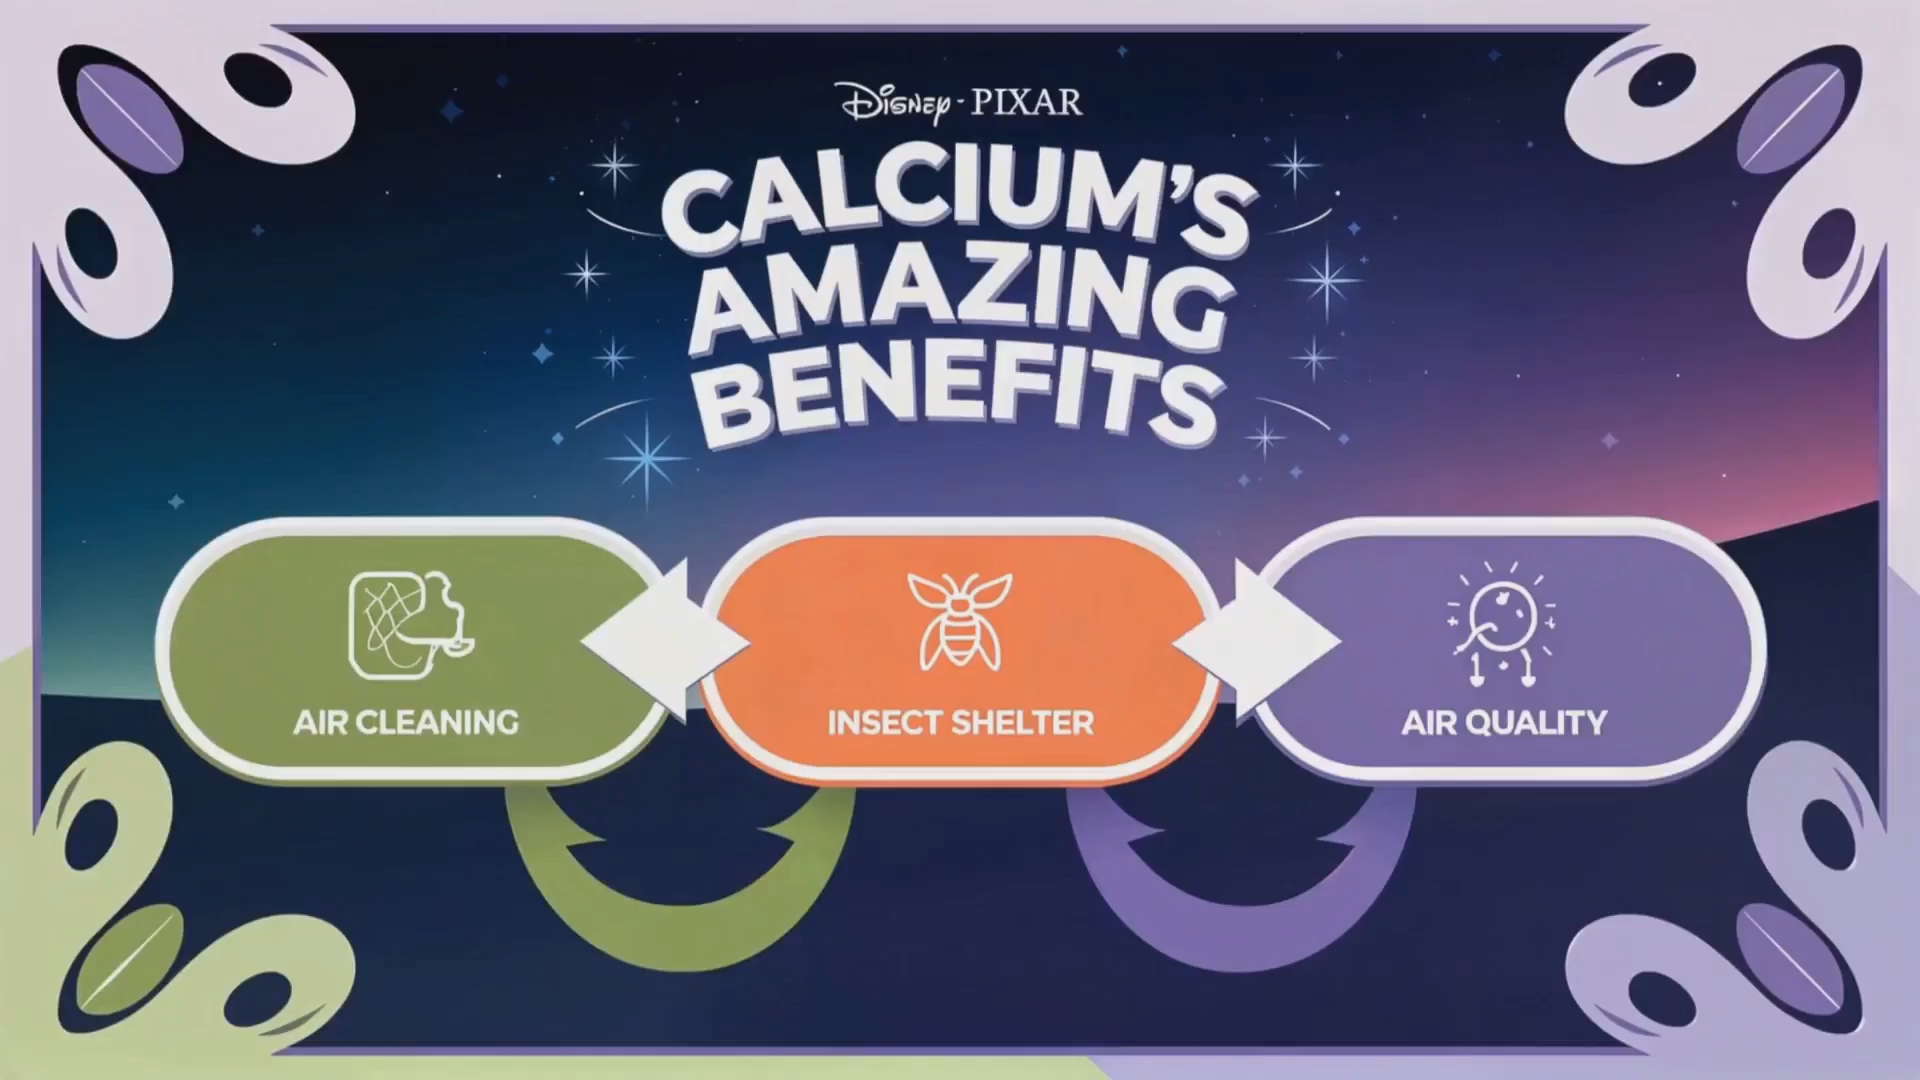 Disney · PIXAR
CALCIUM'S
AMAZING
BENEFITS
AIR CLEANING
INSECT SHELTER
AIR QUALITY